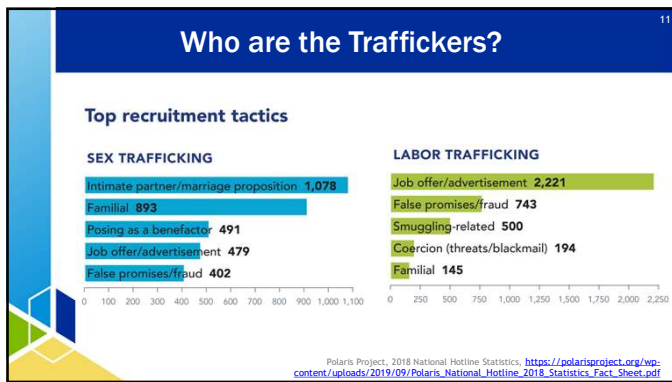 11
Who are the Traffickers?
Top recruitment tactics
SEX TRAFFICKING
Intimate partner/marriage proposition 1,078
Familial 893
Posing as a benefactor 491
Job offer/advertisement 479
False promises/fraud 402
0 100 200 300 400 500 600 700 800 900 1,000 1,100
LABOR TRAFFICKING
Job offer/advertisement 2,221
False promises/fraud 743
Smuggling-related 500
Coercion (threats/blackmail) 194
Familial 145
0 250 500 750 1,000 1,250 1,500 1,750 2,000 2,250
Polaris Project, 2018 National Hotline Statistics, https://polarisproject.org/wp-
content/uploads/2019/09/Polaris_National_Hotline_2018_Statistics_Fact_Sheet.pdf